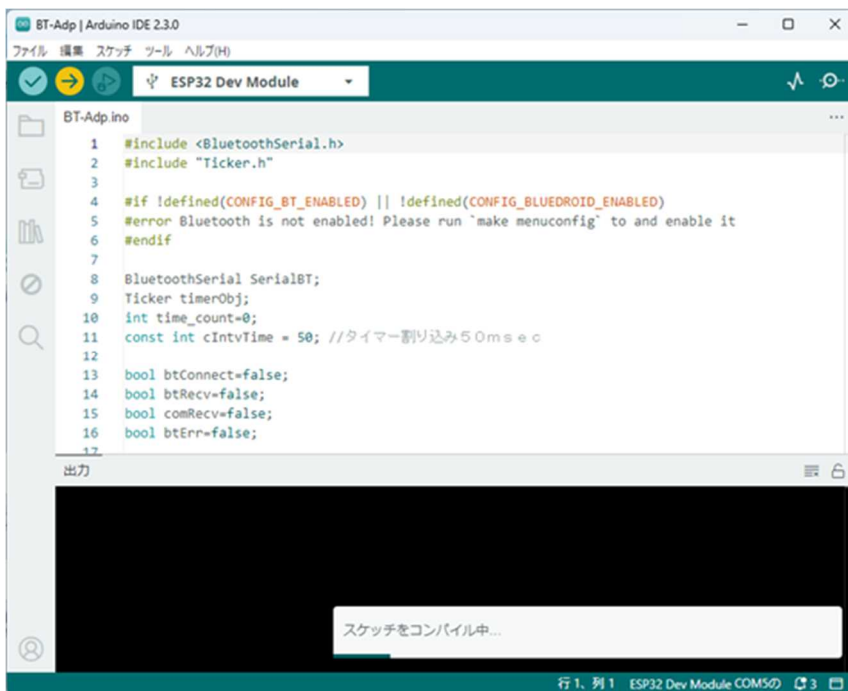 BT-Adp | Arduino IDE 2.3.0
ファイル 編集 スケッチ ツール ヘルプ(H)
ESP32 Dev Module
BT-Adp.ino
1 #include <BluetoothSerial.h>
2 #include "Ticker.h"
3
4 #if !defined(CONFIG_BT_ENABLED) || !defined(CONFIG_BLUEDROID_ENABLED)
5 #error Bluetooth is not enabled! Please run `make menuconfig` to and enable it
6 #endif
7
8 BluetoothSerial SerialBT;
9 Ticker timerObj;
10 int time_count=0;
11 const int cIntvTime = 50; //タイマー割り込み５０ｍｓｅｃ
12
13 bool btConnect=false;
14 bool btRecv=false;
15 bool comRecv=false;
16 bool btErr=false;
17
出力
スケッチをコンパイル中...
行 1、列 1 ESP32 Dev Module COM5の 3